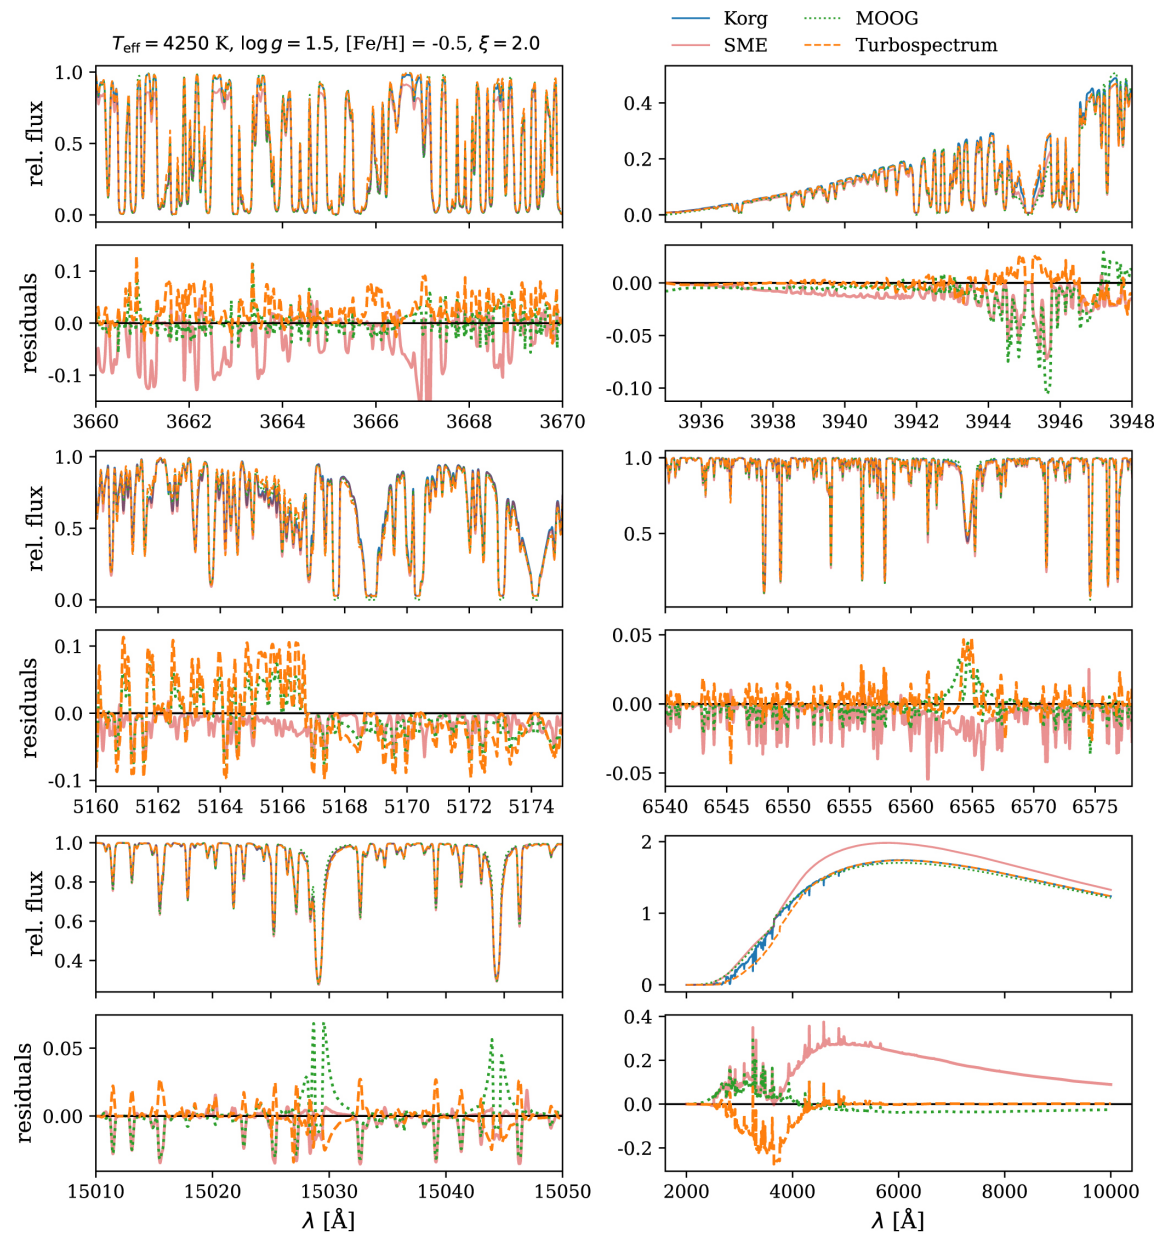 Korg
MOOG
SME
Turbospectrum
T_eff = 4250 K, log g = 1.5, [Fe/H] = -0.5, ξ = 2.0
1.0
0.5
0.0
rel. flux
0.4
0.2
0.0
0.1
0.0
-0.1
residuals
3660 3662 3664 3666 3668 3670
0.00
-0.05
-0.10
3936 3938 3940 3942 3944 3946 3948
1.0
0.5
0.0
rel. flux
1.0
0.5
0.1
0.0
-0.1
residuals
5160 5162 5164 5166 5168 5170 5172 5174
0.05
0.00
-0.05
6540 6545 6550 6555 6560 6565 6570 6575
1.0
0.8
0.6
0.4
rel. flux
2
1
0
0.05
0.00
residuals
15010 15020 15030 15040 15050
λ [Å]
0.4
0.2
0.0
-0.2
2000 4000 6000 8000 10000
λ [Å]